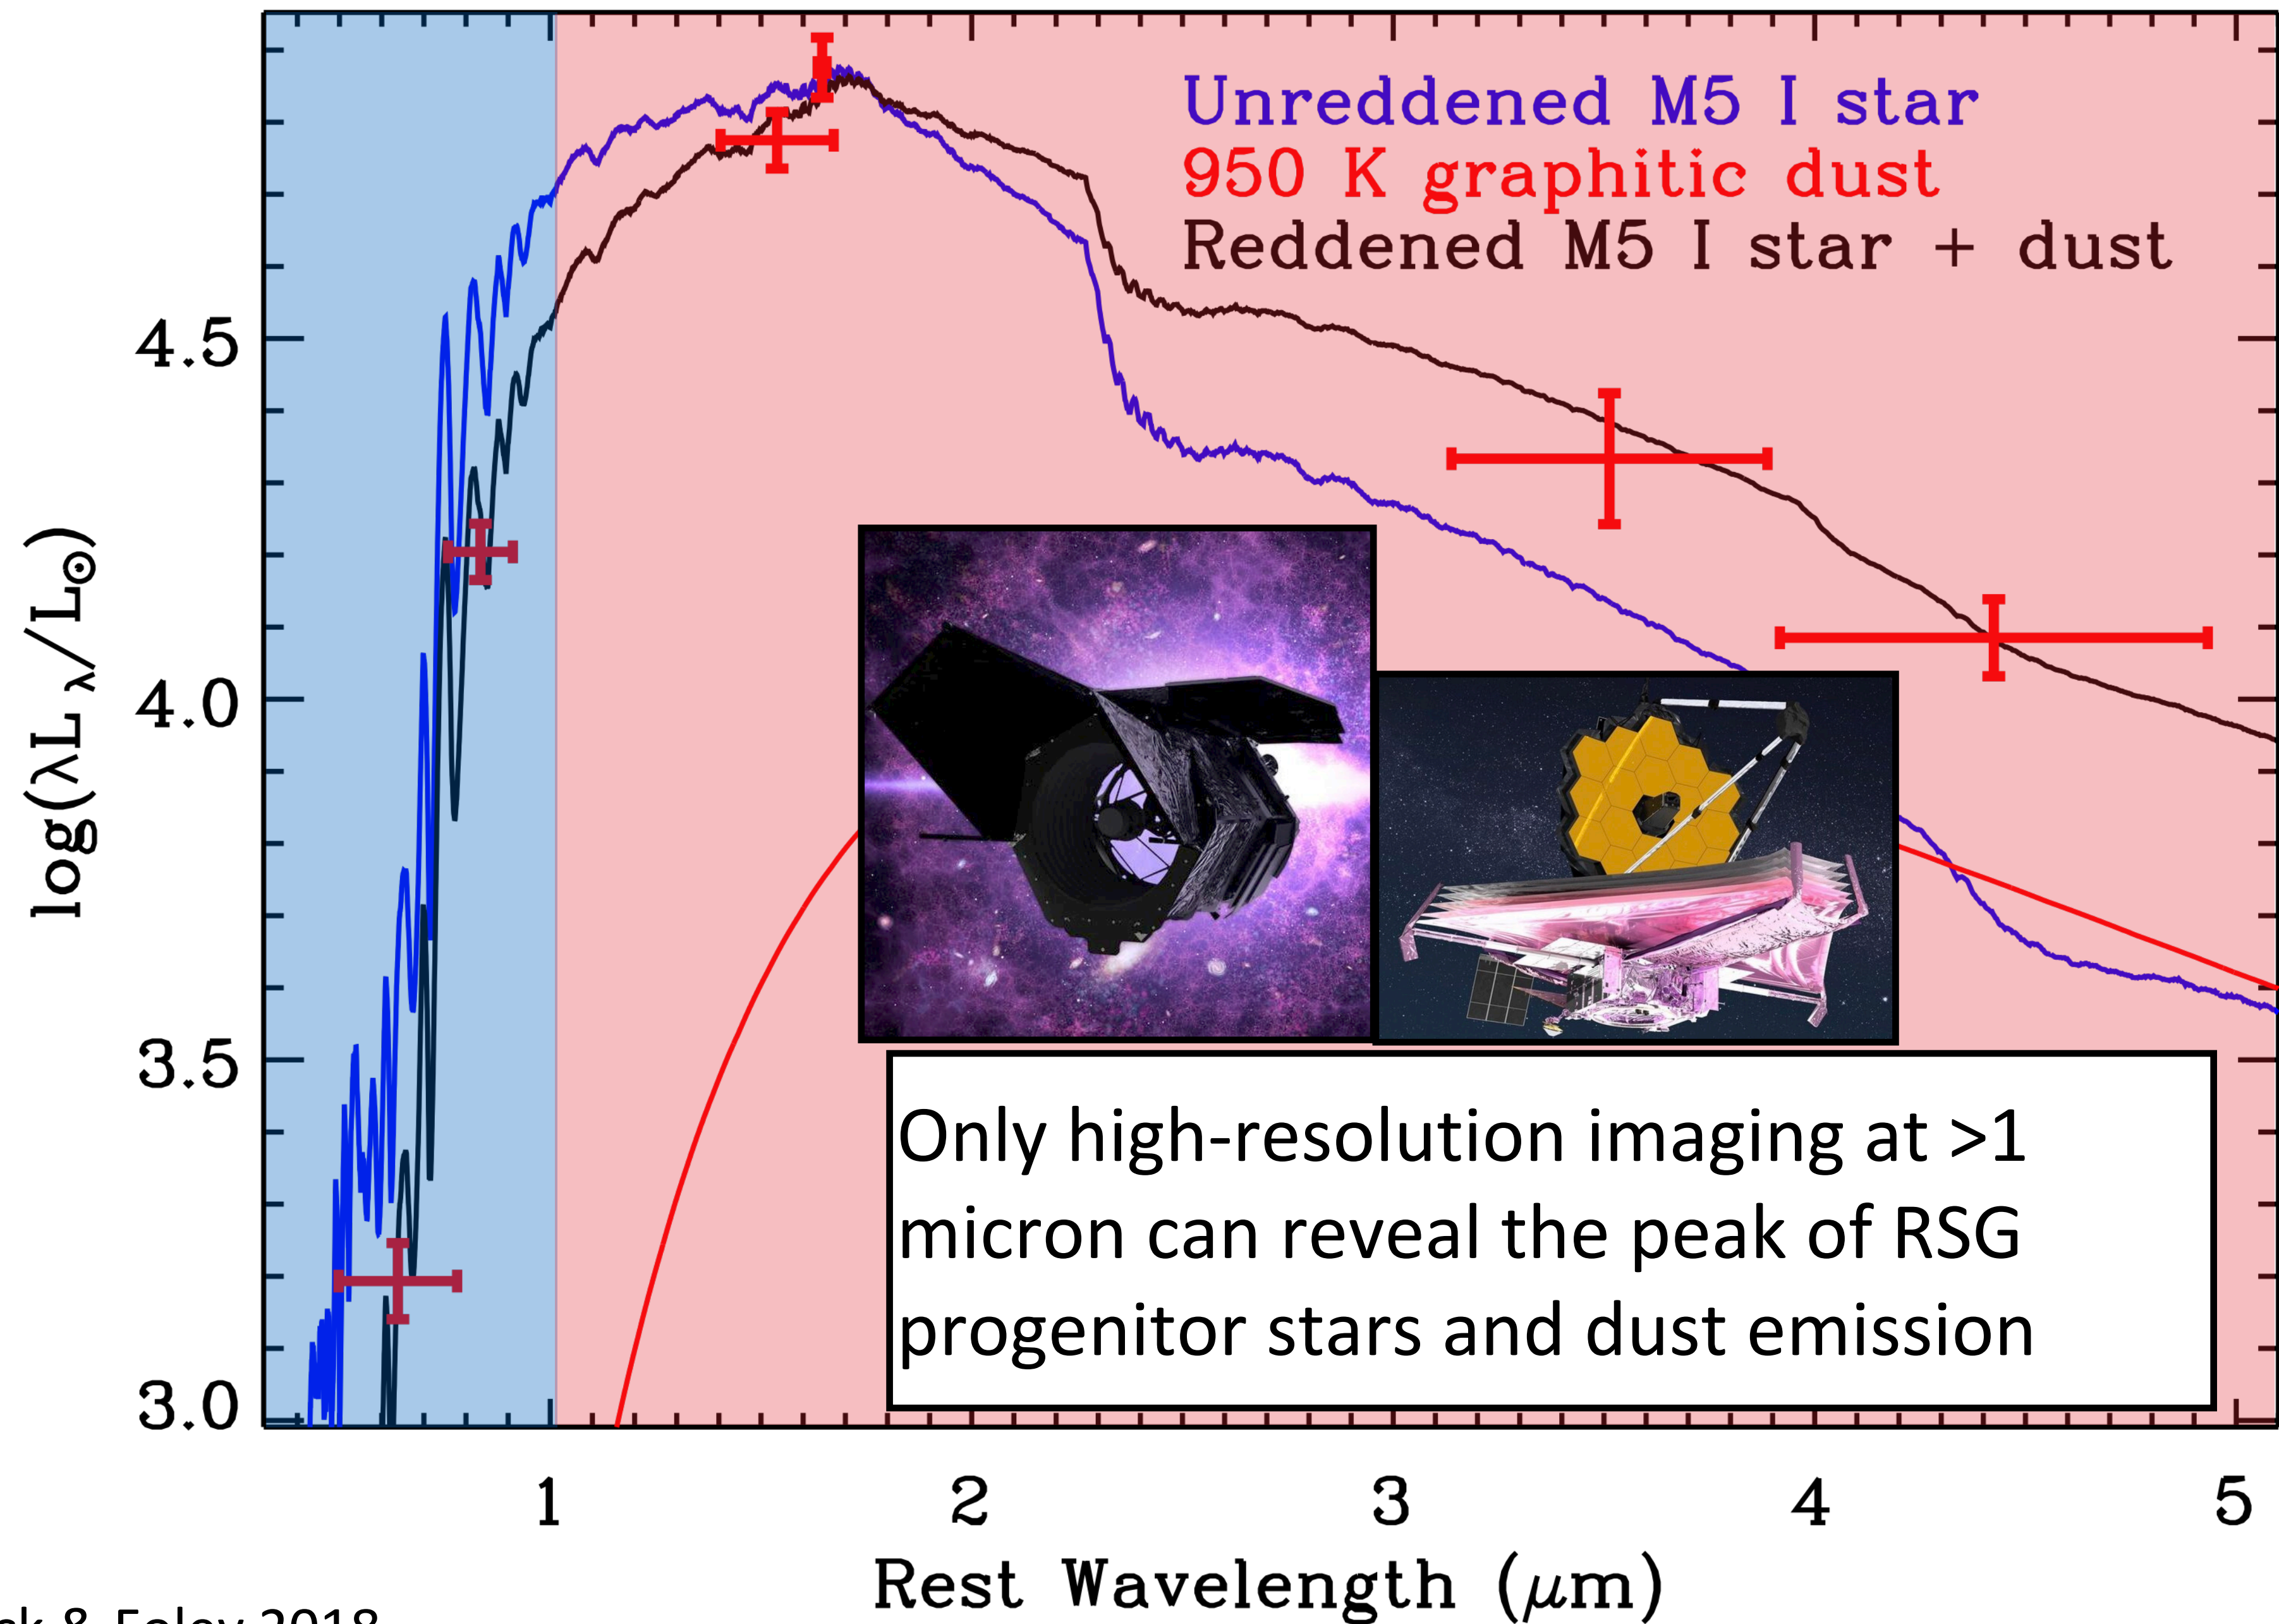 Unreddened M5 I star
950 K graphitic dust
Reddened M5 I star + dust
4.5
4.0
3.5
3.0
log(λL λ/L⊙)
Only high-resolution imaging at >1
micron can reveal the peak of RSG
progenitor stars and dust emission
1 2 3 4 5
Rest Wavelength (μm)
& Foley 2018